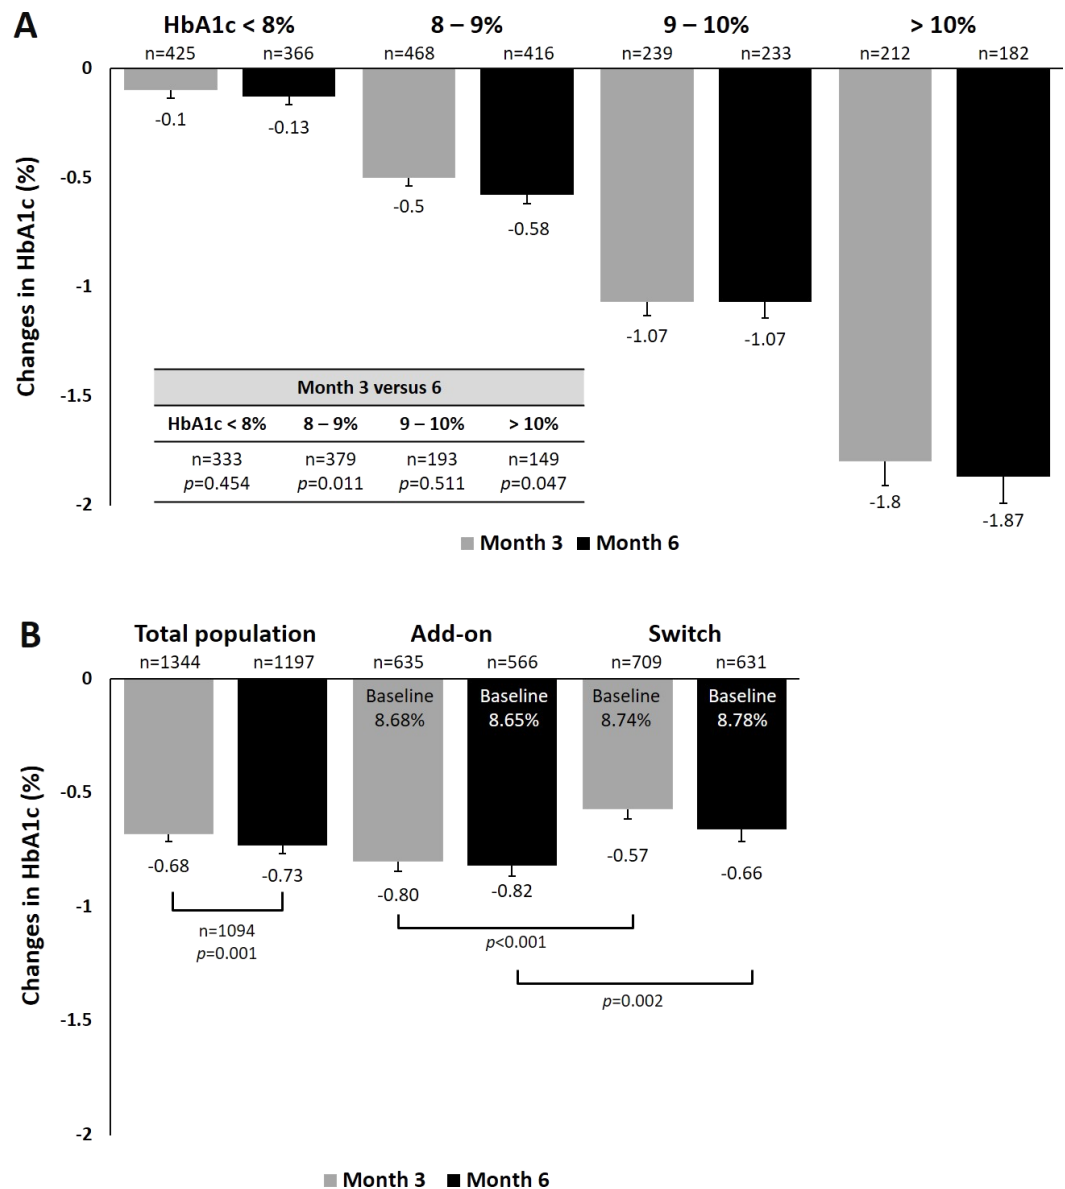 A
HbA1c < 8% 8 – 9% 9 – 10% > 10%
n=425 n=366 n=468 n=416 n=239 n=233 n=212 n=182
0
-0.1 -0.13
-0.5
-0.5 -0.58
-1
-1.07 -1.07
-1.5
-1.8 -1.87
-2
Changes in HbA1c (%)
Month 3 versus 6
HbA1c < 8% 8 – 9% 9 – 10% > 10%
n=333 n=379 n=193 n=149
p=0.454 p=0.011 p=0.511 p=0.047
Month 3 Month 6
B
Total population Add-on Switch
n=1344 n=1197 n=635 n=566 n=709 n=631
0
Baseline Baseline Baseline Baseline
8.68% 8.65% 8.74% 8.78%
-0.5
-0.68 -0.73 -0.80 -0.82 -0.57 -0.66
-1
n=1094
p=0.001
p<0.001
p=0.002
-1.5
-2
Changes in HbA1c (%)
Month 3 Month 6